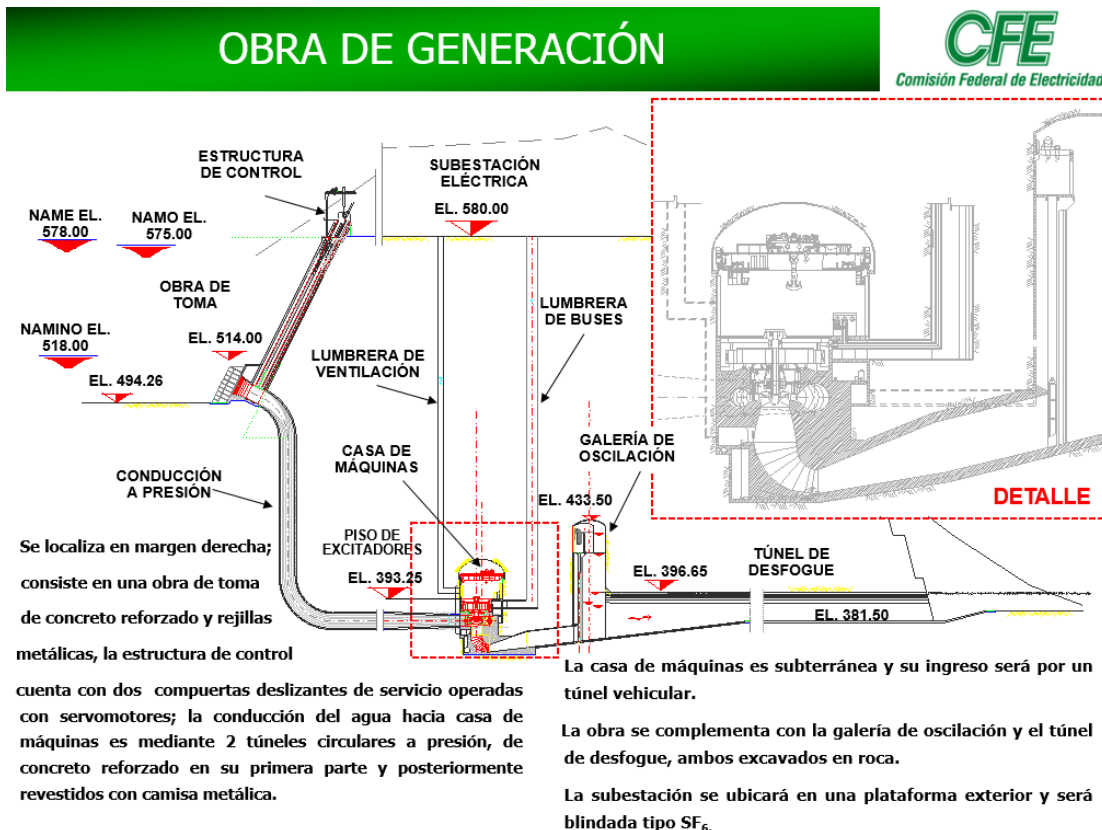 OBRA DE GENERACIÓN
CFE
Comisión Federal de Electricidad
ESTRUCTURA
DE CONTROL
SUBESTACIÓN
ELÉCTRICA
EL. 580.00
NAME EL.
578.00
NAMO EL.
575.00
OBRA DE
TOMA
NAMINO EL.
518.00
EL. 514.00
EL. 494.26
LUMBRERA
DE BUSES
LUMBRERA DE
VENTILACIÓN
CASA DE
MÁQUINAS
GALERÍA DE
OSCILACIÓN
CONDUCCIÓN
A PRESIÓN
EL. 433.50
DETALLE
PISO DE
EXCITADORES
EL. 393.25
EL. 396.65
TÚNEL DE
DESFOGUE
EL. 381.50
Se localiza en margen derecha;
consiste en una obra de toma
de concreto reforzado y rejillas
metálicas, la estructura de control
cuenta con dos compuertas deslizantes de servicio operadas
con servomotores; la conducción del agua hacia casa de
máquinas es mediante 2 túneles circulares a presión, de
concreto reforzado en su primera parte y posteriormente
revestidos con camisa metálica.
La casa de máquinas es subterránea y su ingreso será por un
túnel vehicular.
La obra se complementa con la galería de oscilación y el túnel
de desfogue, ambos excavados en roca.
La subestación se ubicará en una plataforma exterior y será
blindada tipo SF6.